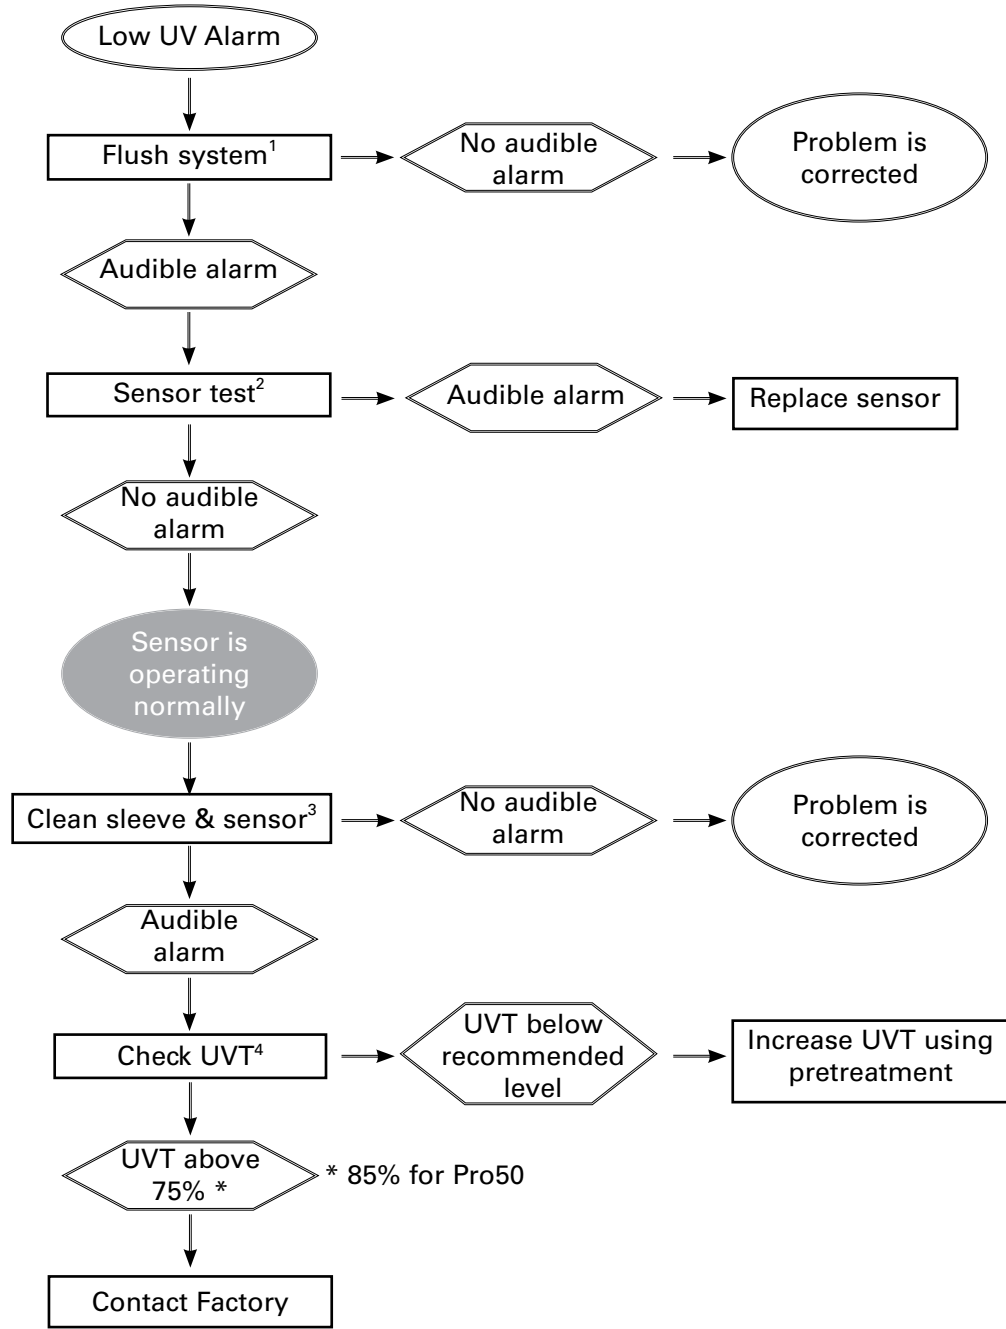 Low UV Alarm
Flush system¹
No audible
alarm
Problem is
corrected
Audible alarm
Sensor test²
Audible alarm
Replace sensor
No audible
alarm
Sensor is
operating
normally
Clean sleeve & sensor³
No audible
alarm
Problem is
corrected
Audible
alarm
Check UVT⁴
UVT below
recommended
level
Increase UVT using
pretreatment
UVT above
75% *
* 85% for Pro50
Contact Factory